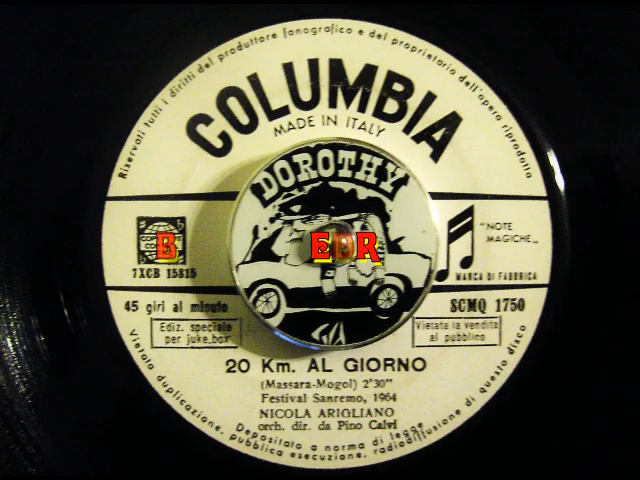 Riservati tutti i diritti del produttore fonografico e del proprietario dell'opera riprodotta
COLUMBIA
MADE IN ITALY
DOROTHY
B
EDR
7XCB 15815
"NOTE
MAGICHE„
MARCA DI FABBRICA
45 giri al minuto
SCMQ 1750
Ediz. speciale
per juke box
Vietata la vendita
al pubblico
20 Km. AL GIORNO
(Massara-Mogol) 2'30"
Festival Sanremo, 1964
NICOLA ARIGLIANO
orch. dir. da Pino Calvi
Depositato a norma di legge
Vietata duplicazione, pubblica esecuzione, radiodiffusione di questo disco